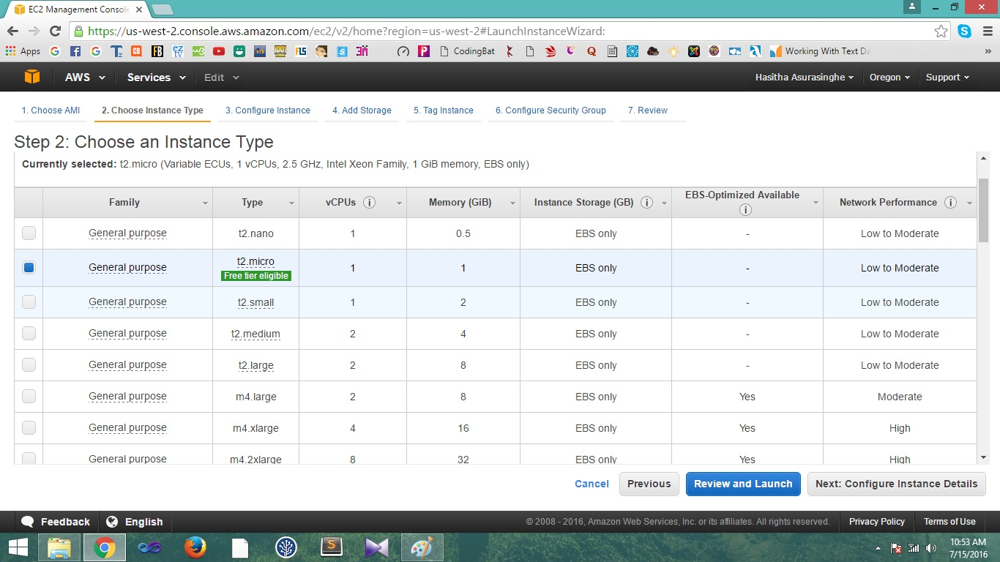 EC2 Management Console
https://us-west-2.console.aws.amazon.com/ec2/v2/home?region=us-west-2#LaunchInstanceWizard:
Apps CodingBat Working With Text Da
AWS Services Edit Hasitha Asurasinghe Oregon Support
1. Choose AMI 2. Choose Instance Type 3. Configure Instance 4. Add Storage 5. Tag Instance 6. Configure Security Group 7. Review
Step 2: Choose an Instance Type
Currently selected: t2.micro (Variable ECUs, 1 vCPUs, 2.5 GHz, Intel Xeon Family, 1 GiB memory, EBS only)
Family Type vCPUs Memory (GiB) Instance Storage (GB) EBS-Optimized Available Network Performance
General purpose t2.nano 1 0.5 EBS only - Low to Moderate
General purpose t2.micro 1 1 EBS only - Low to Moderate
Free tier eligible
General purpose t2.small 1 2 EBS only - Low to Moderate
General purpose t2.medium 2 4 EBS only - Low to Moderate
General purpose t2.large 2 8 EBS only - Low to Moderate
General purpose m4.large 2 8 EBS only Yes Moderate
General purpose m4.xlarge 4 16 EBS only Yes High
General purpose m4.2xlarge 8 32 EBS only Yes High
Cancel Previous Review and Launch Next: Configure Instance Details
Feedback English © 2008 - 2016, Amazon Web Services, Inc. or its affiliates. All rights reserved. Privacy Policy Terms of Use
10:53 AM
7/15/2016